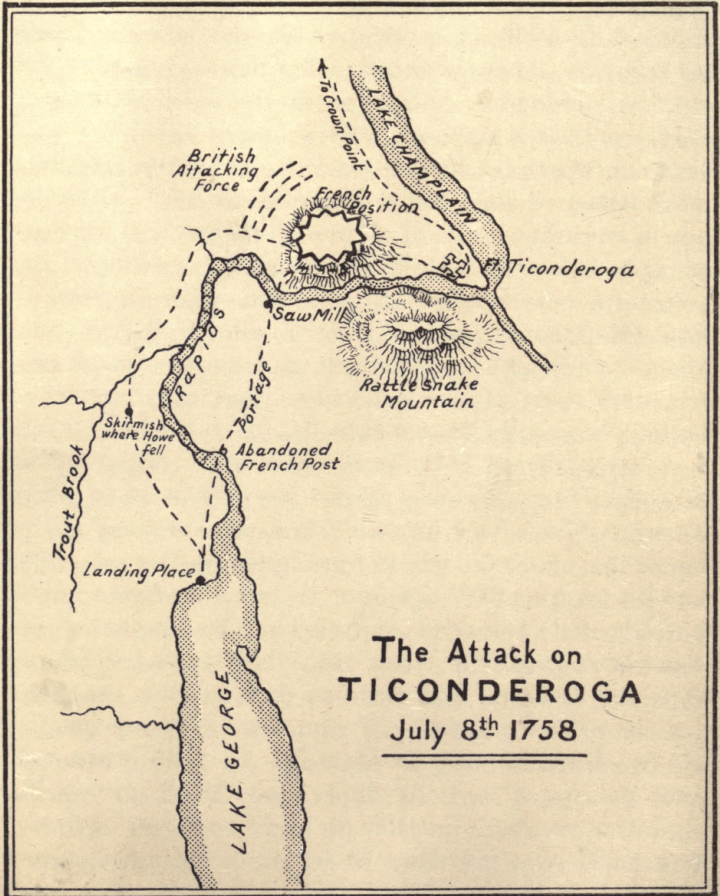 To Crown Point
LAKE CHAMPLAIN
British
Attacking
Force
French
Position
Ft. Ticonderoga
Saw Mill
Rapids
Rattle snake
Mountain
Portage
Skirmish
where Howe
fell
Abandoned
French Post
Trout Brook
Landing Place
LAKE GEORGE
The Attack on
TICONDEROGA
July 8th 1758